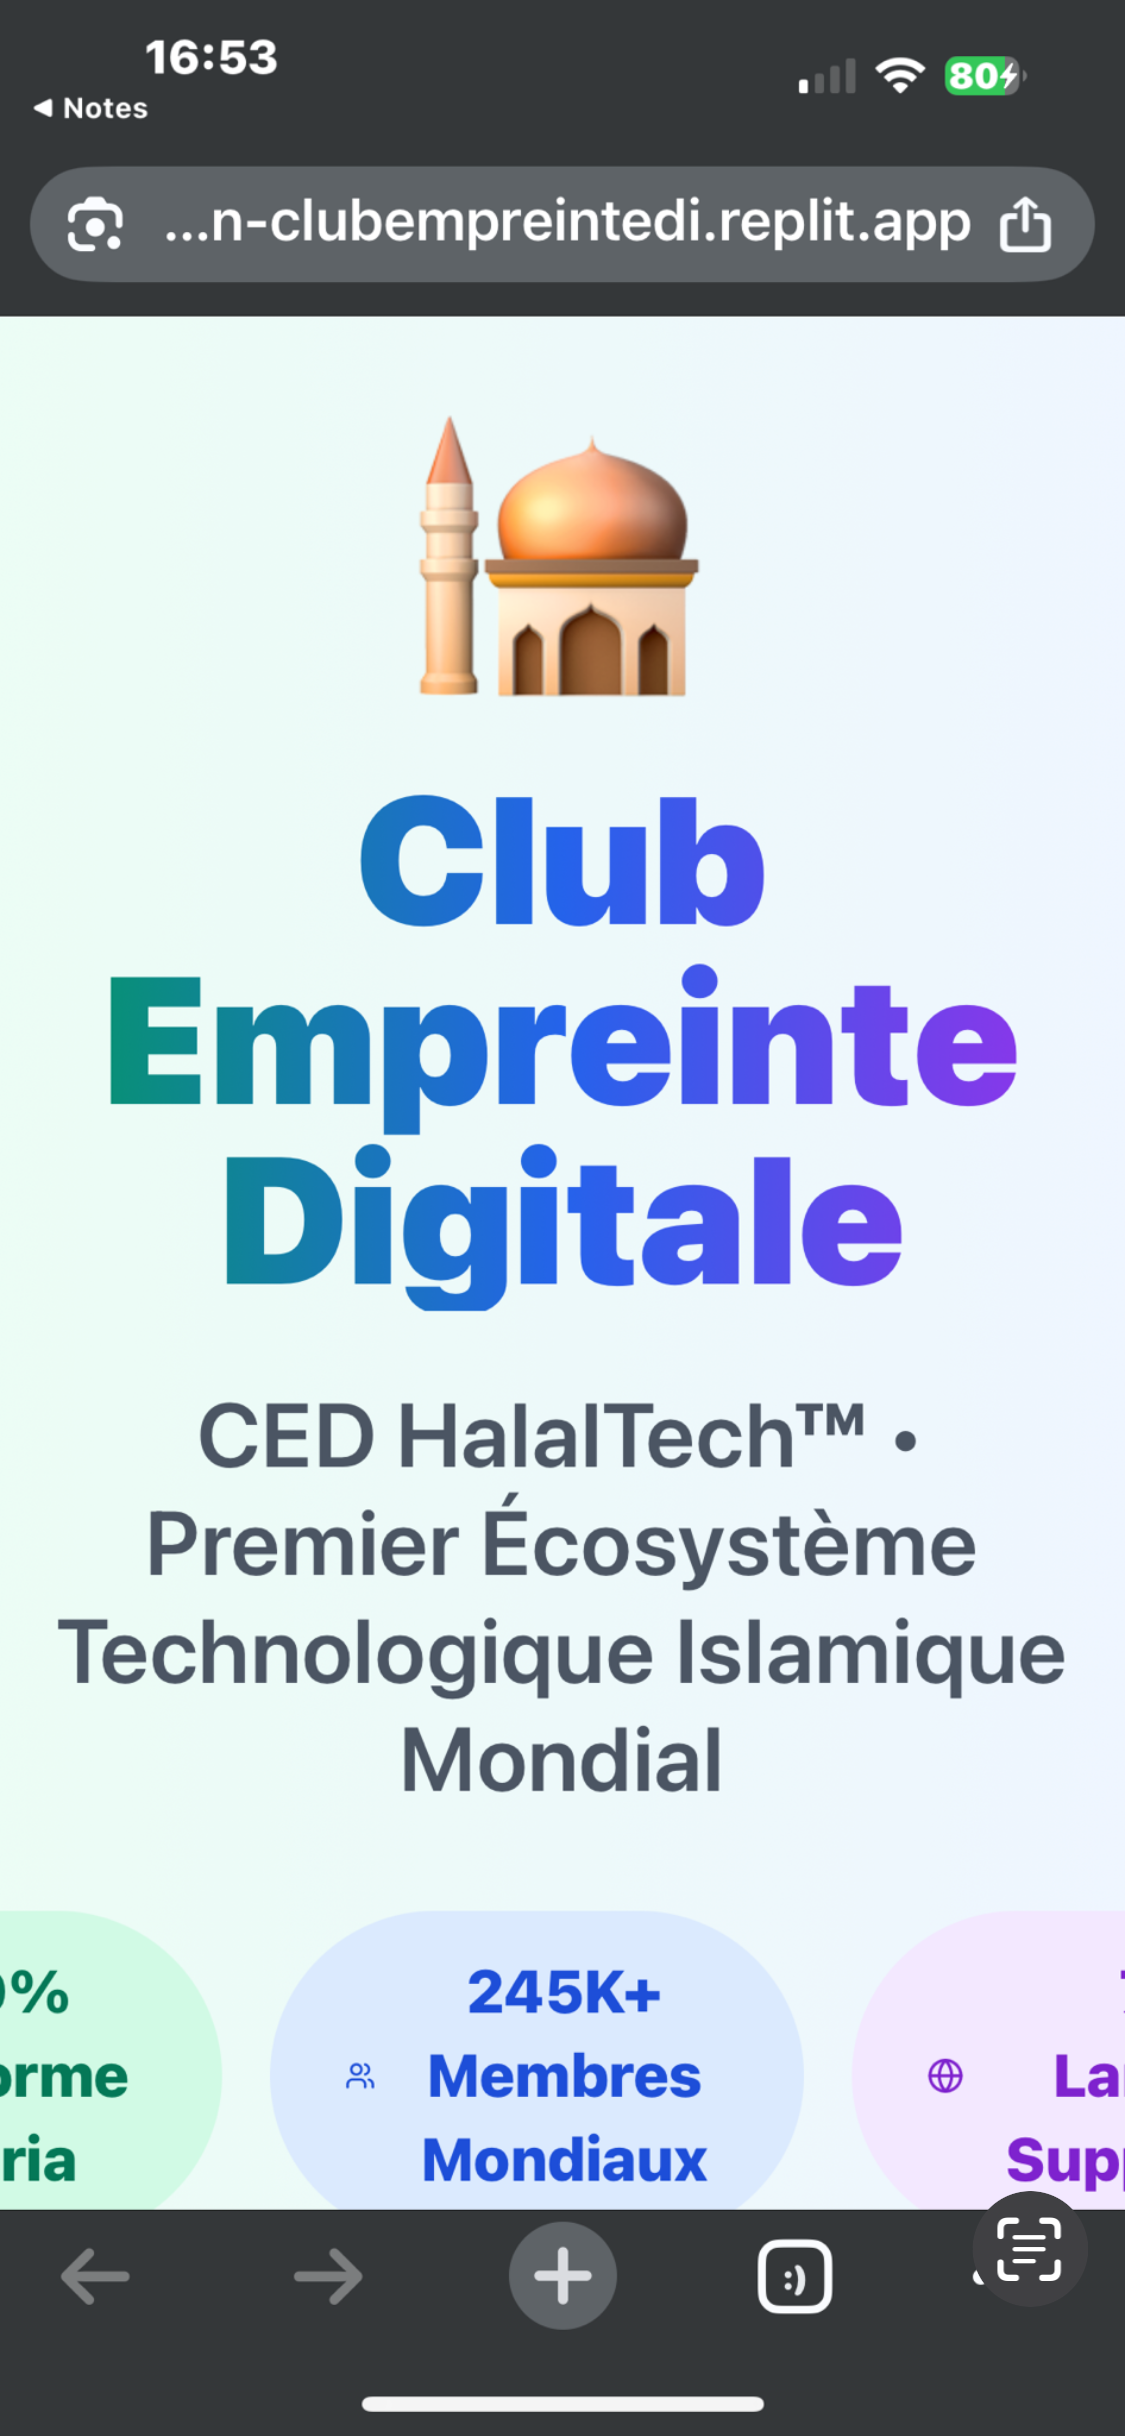 16:53
80
◀ Notes
...n-clubempreintedi.replit.app
Club
Empreinte
Digitale
CED HalalTech™ •
Premier Écosystème
Technologique Islamique
Mondial
245K+
Membres
Mondiaux
:)